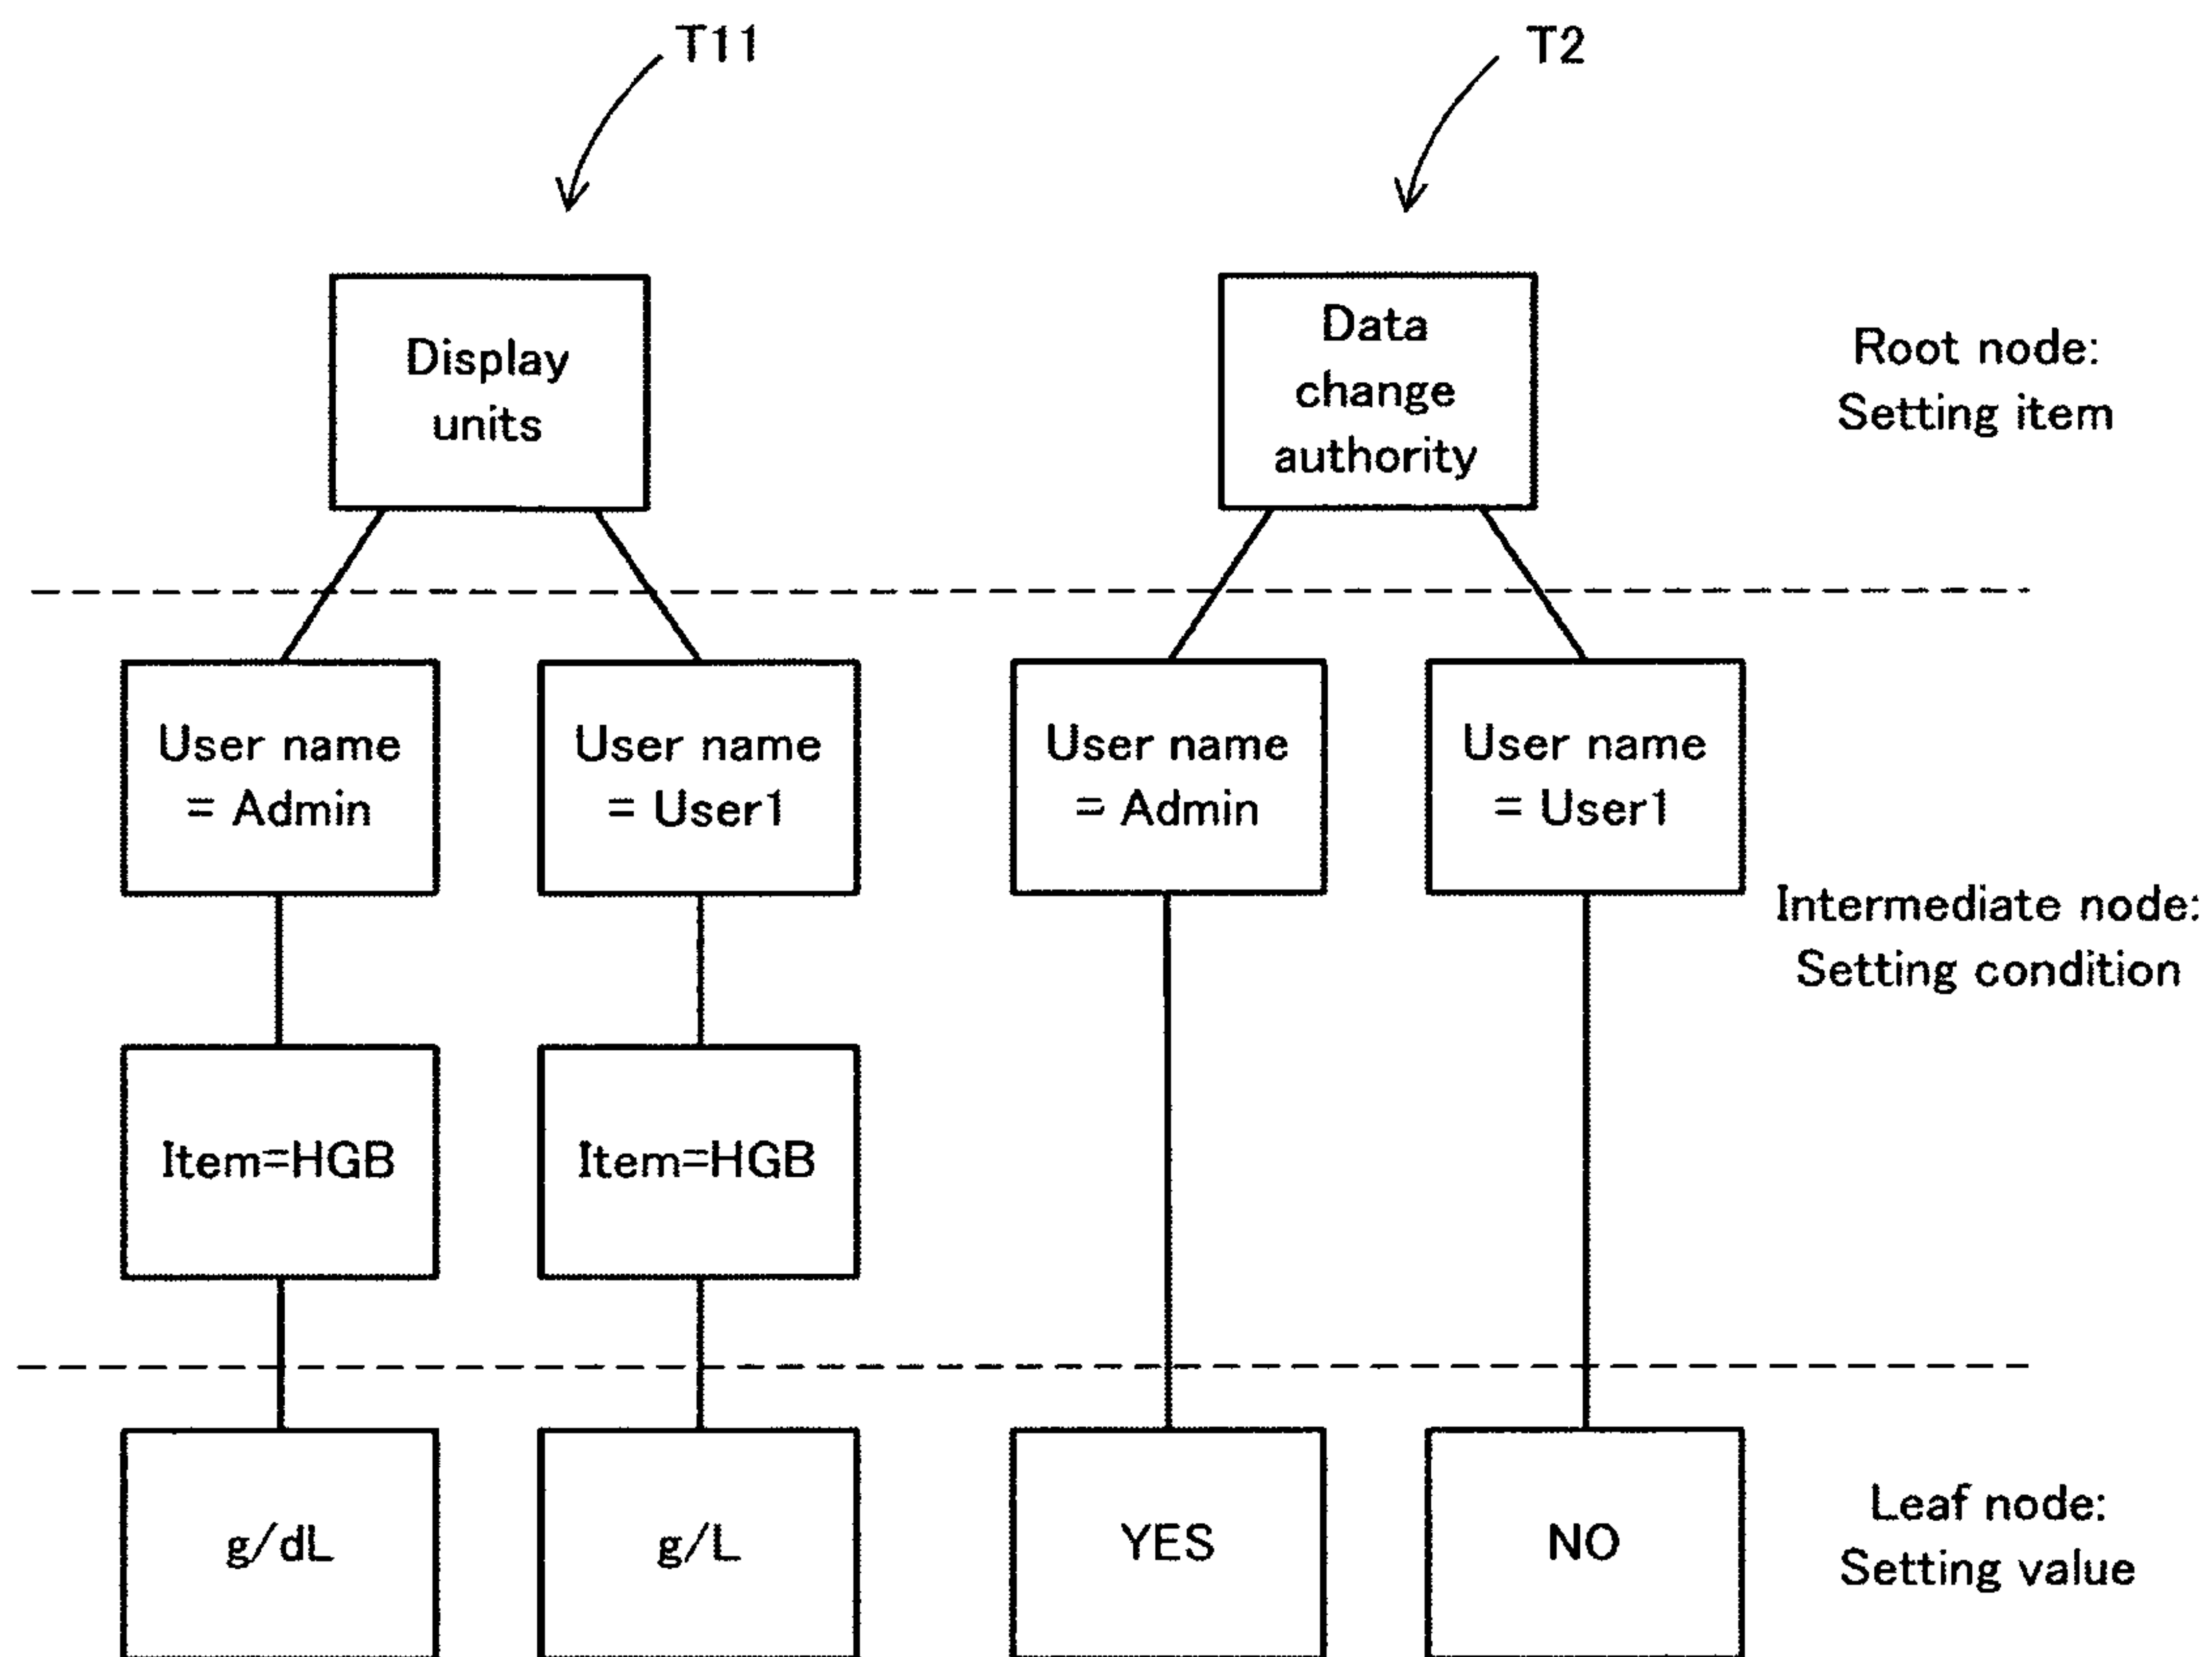 T11
T2
Display
units
Data
change
authority
Root node:
Setting item
User name
= Admin
User name
= User1
User name
= Admin
User name
= User1
Intermediate node:
Setting condition
Item=HGB
Item=HGB
g/dL
g/L
YES
NO
Leaf node:
Setting value